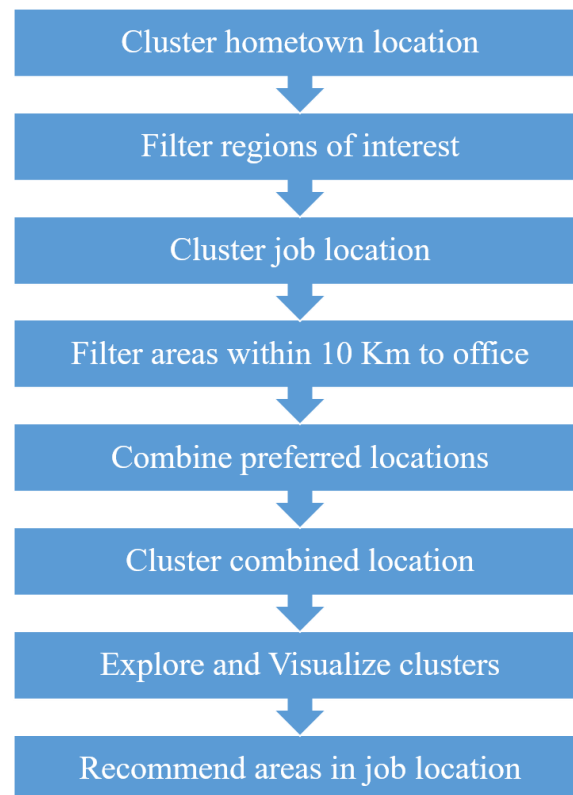 Cluster hometown location
Filter regions of interest
Cluster job location
Filter areas within 10 Km to office
Combine preferred locations
Cluster combined location
Explore and Visualize clusters
Recommend areas in job location